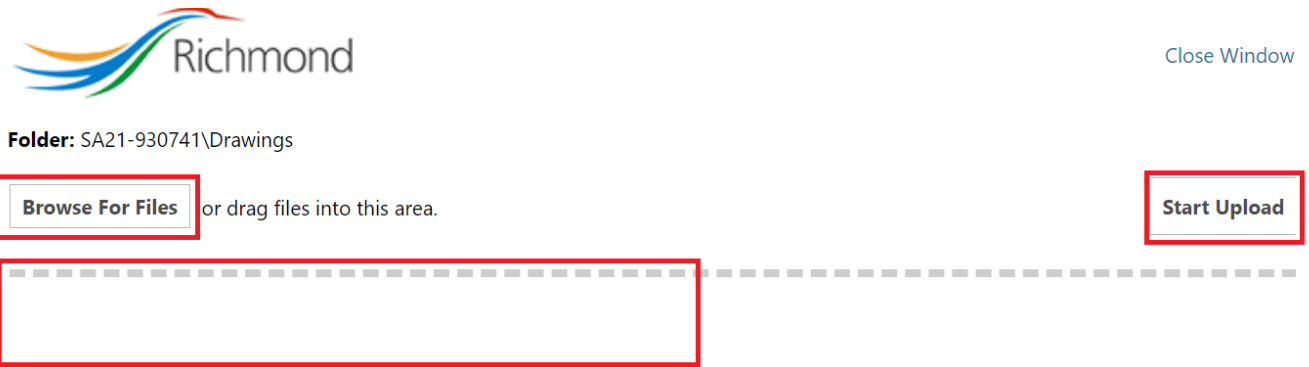 Richmond
Close Window
Folder: SA21-930741\Drawings
Browse For Files or drag files into this area.
Start Upload